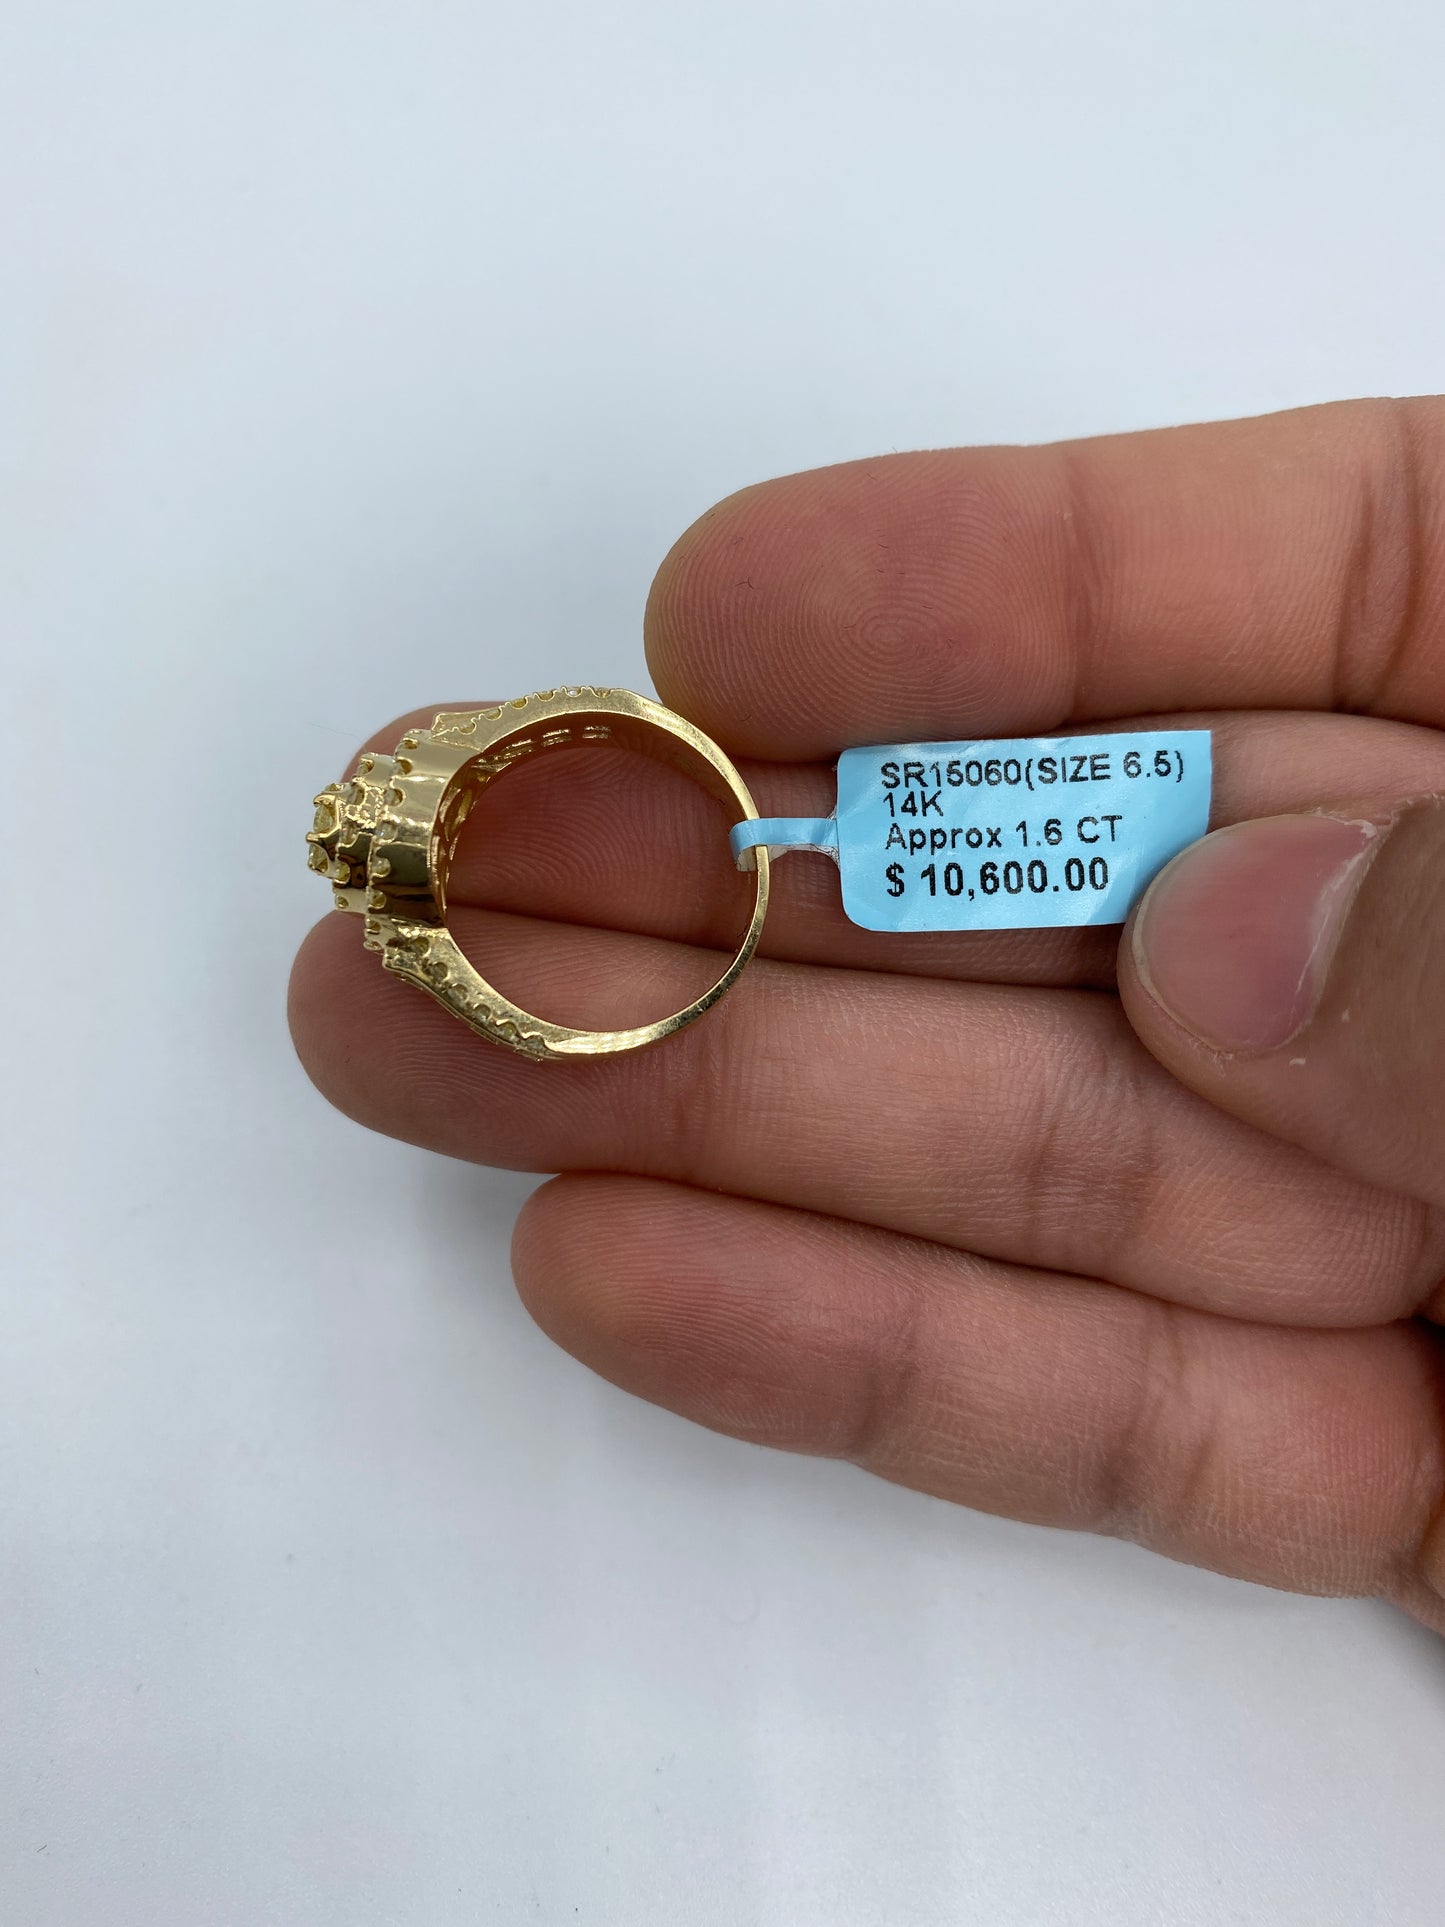 SR15060(SIZE 6.5)
14K
Approx 1.6 CT
$ 10,600.00